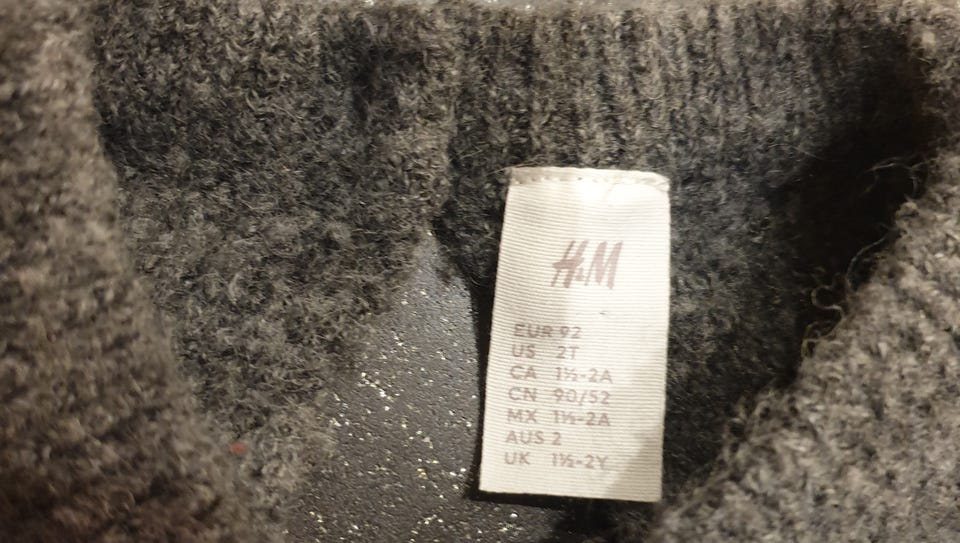 H&M
EUR 92
US 2T
CA 1½-2A
CN 90/52
MX 1½-2A
AUS 2
UK 1½-2Y